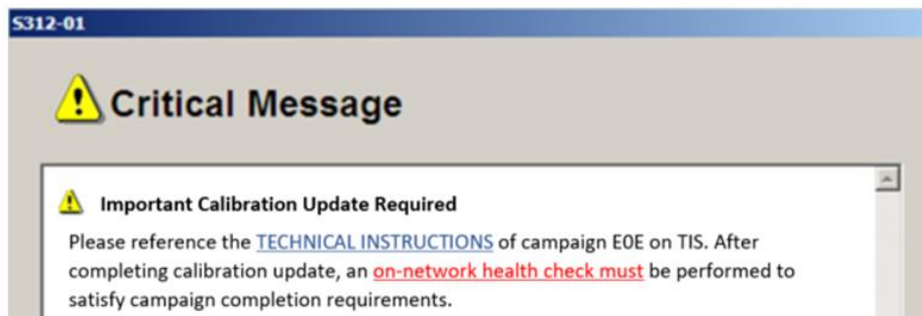 S312-01
Critical Message
Important Calibration Update Required
Please reference the TECHNICAL INSTRUCTIONS of campaign E0E on TIS. After
completing calibration update, an on-network health check must be performed to
satisfy campaign completion requirements.